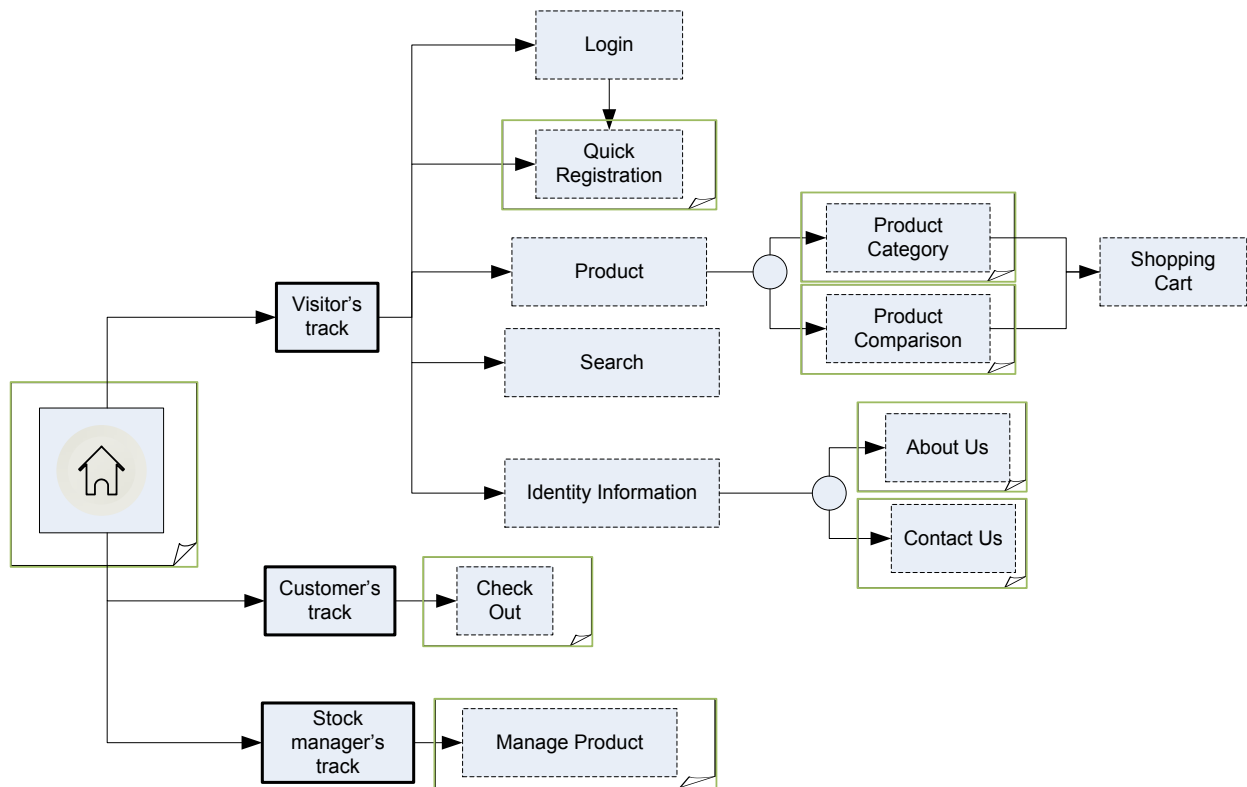 Login
Quick
Registration
Product
Category
Product
Shopping
Cart
Visitor's
track
Product
Comparison
Search
About Us
Identity Information
Contact Us
Customer's
track
Check
Out
Stock
manager's
track
Manage Product